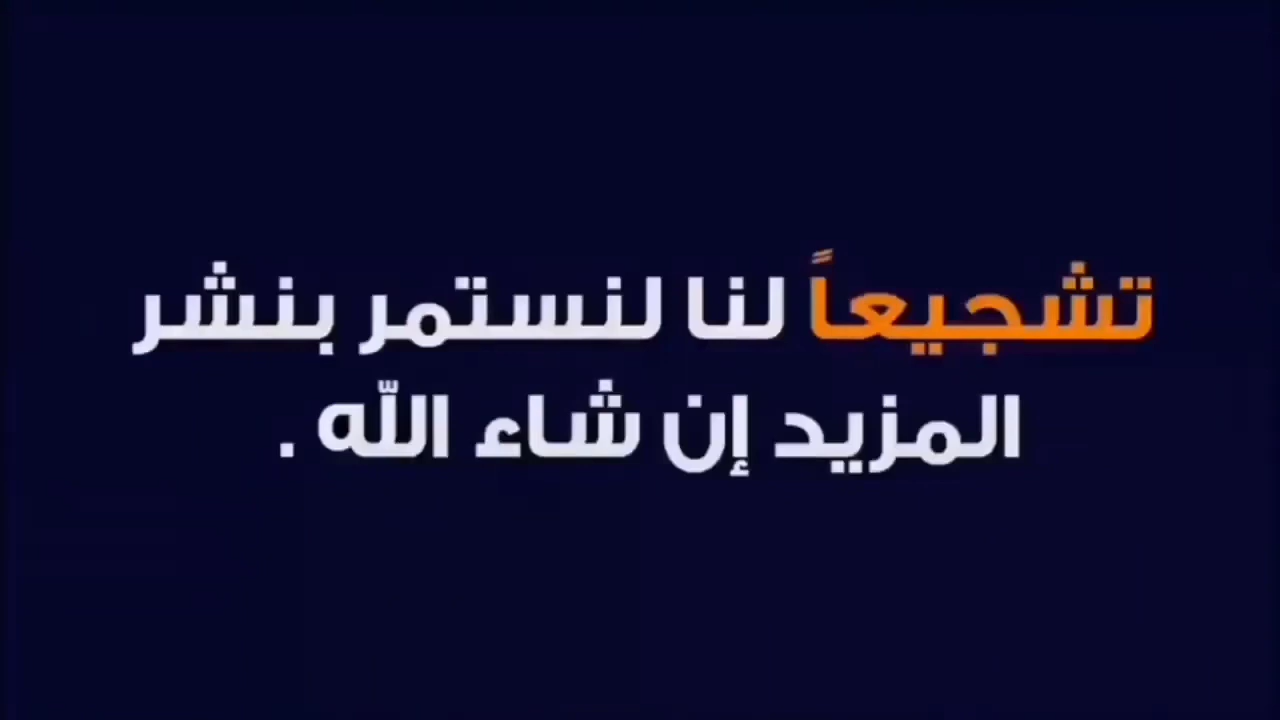 تشجيعاً لنا لنستمر بنشر
المزيد إن شاء اللّه .